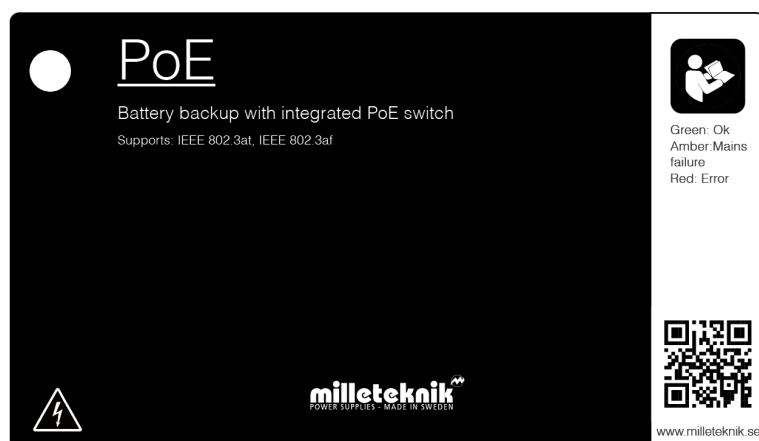 PoE
Battery backup with integrated PoE switch
Supports: IEEE 802.3at, IEEE 802.3af
Green: Ok
Amber:Mains
failure
Red: Error
milleteknik
POWER SUPPLIES - MADE IN SWEDEN
www.milleteknik.se